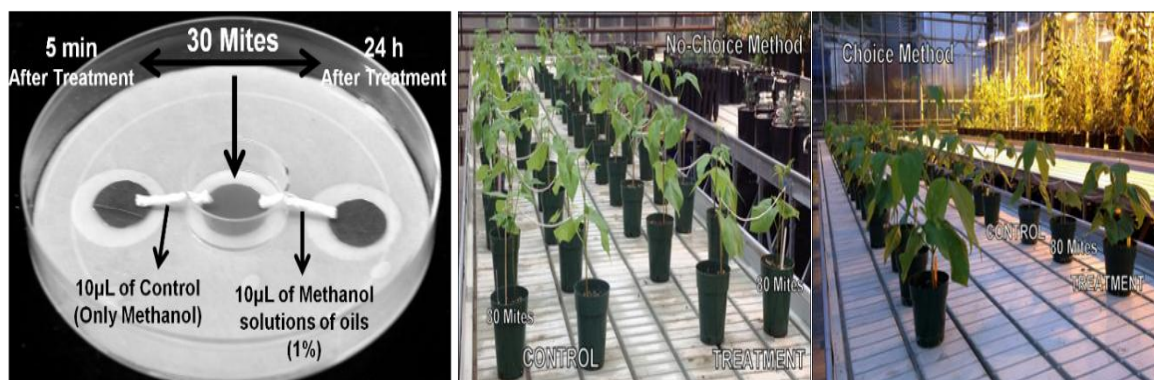 5 min
After Treatment
30 Mites
24 h
After Treatment
10µL of Control
(Only Methanol)
10µL of Methanol
solutions of oils
(1%)
No-Choice Method
30 Mites
30 Mites
CONTROL
TREATMENT
Choice Method
CONTROL
30 Mites
TREATMENT